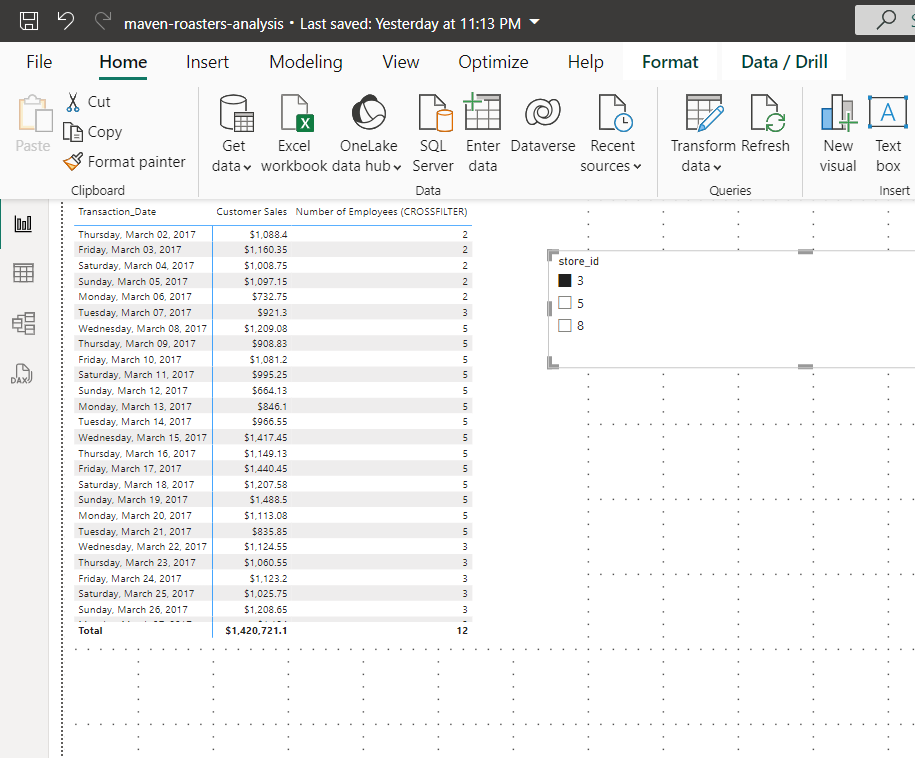 maven-roasters-analysis • Last saved: Yesterday at 11:13 PM
File Home Insert Modeling View Optimize Help Format Data / Drill
Paste
Cut
Copy
Format painter
Clipboard
Get data
Excel workbook
OneLake data hub
SQL Server
Enter data
Dataverse
Recent sources
Data
Transform data
Refresh
Queries
New visual
Text box
Insert
DAX
Transaction_Date Customer Sales Number of Employees (CROSSFILTER)
Thursday, March 02, 2017 $1,088.4 2
Friday, March 03, 2017 $1,160.35 2
Saturday, March 04, 2017 $1,008.75 2
Sunday, March 05, 2017 $1,097.15 2
Monday, March 06, 2017 $732.75 2
Tuesday, March 07, 2017 $921.3 3
Wednesday, March 08, 2017 $1,209.08 5
Thursday, March 09, 2017 $908.83 5
Friday, March 10, 2017 $1,081.2 5
Saturday, March 11, 2017 $995.25 5
Sunday, March 12, 2017 $664.13 5
Monday, March 13, 2017 $846.1 5
Tuesday, March 14, 2017 $966.55 5
Wednesday, March 15, 2017 $1,417.45 5
Thursday, March 16, 2017 $1,149.13 5
Friday, March 17, 2017 $1,440.45 5
Saturday, March 18, 2017 $1,207.58 5
Sunday, March 19, 2017 $1,488.5 5
Monday, March 20, 2017 $1,113.08 5
Tuesday, March 21, 2017 $835.85 5
Wednesday, March 22, 2017 $1,124.55 3
Thursday, March 23, 2017 $1,060.55 3
Friday, March 24, 2017 $1,123.2 3
Saturday, March 25, 2017 $1,025.75 3
Sunday, March 26, 2017 $1,208.65 3
Total $1,420,721.1 12
store_id
3
5
8